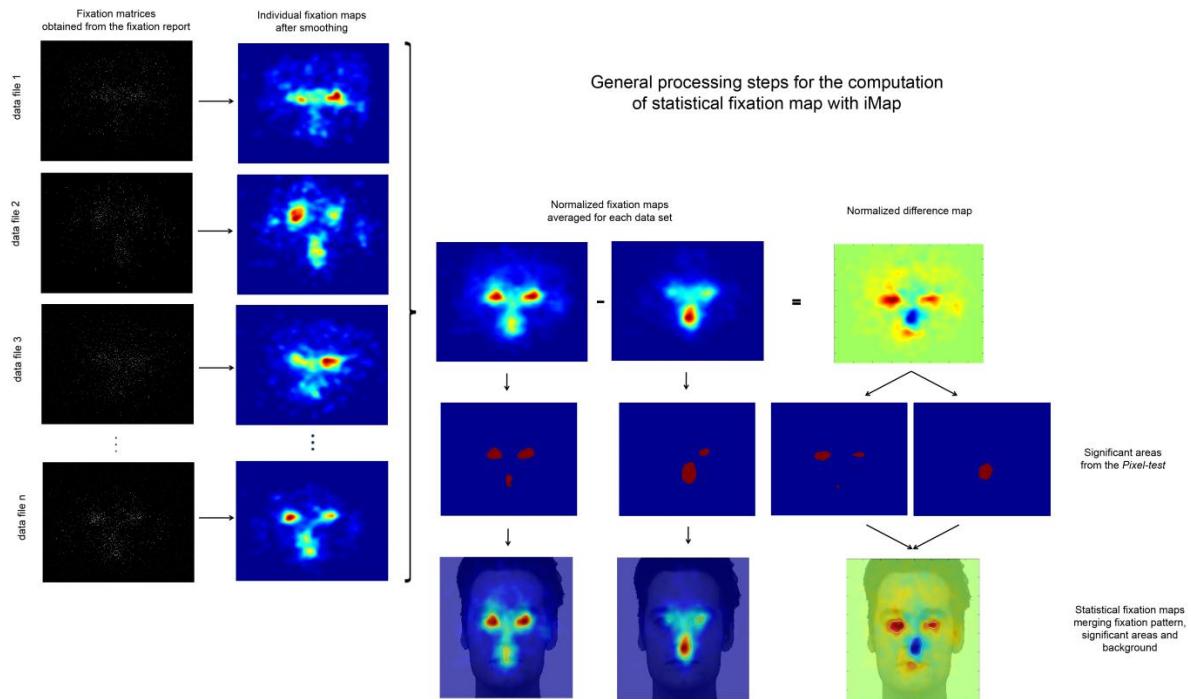 Fixation matrices
obtained from the fixation report
Individual fixation maps
after smoothing
data file 1
data file 2
data file 3
data file n
General processing steps for the computation
of statistical fixation map with iMap
Normalized fixation maps
averaged for each data set
Normalized difference map
-
=
Significant areas
from the Pixel-test
Statistical fixation maps
merging fixation pattern,
significant areas and
background